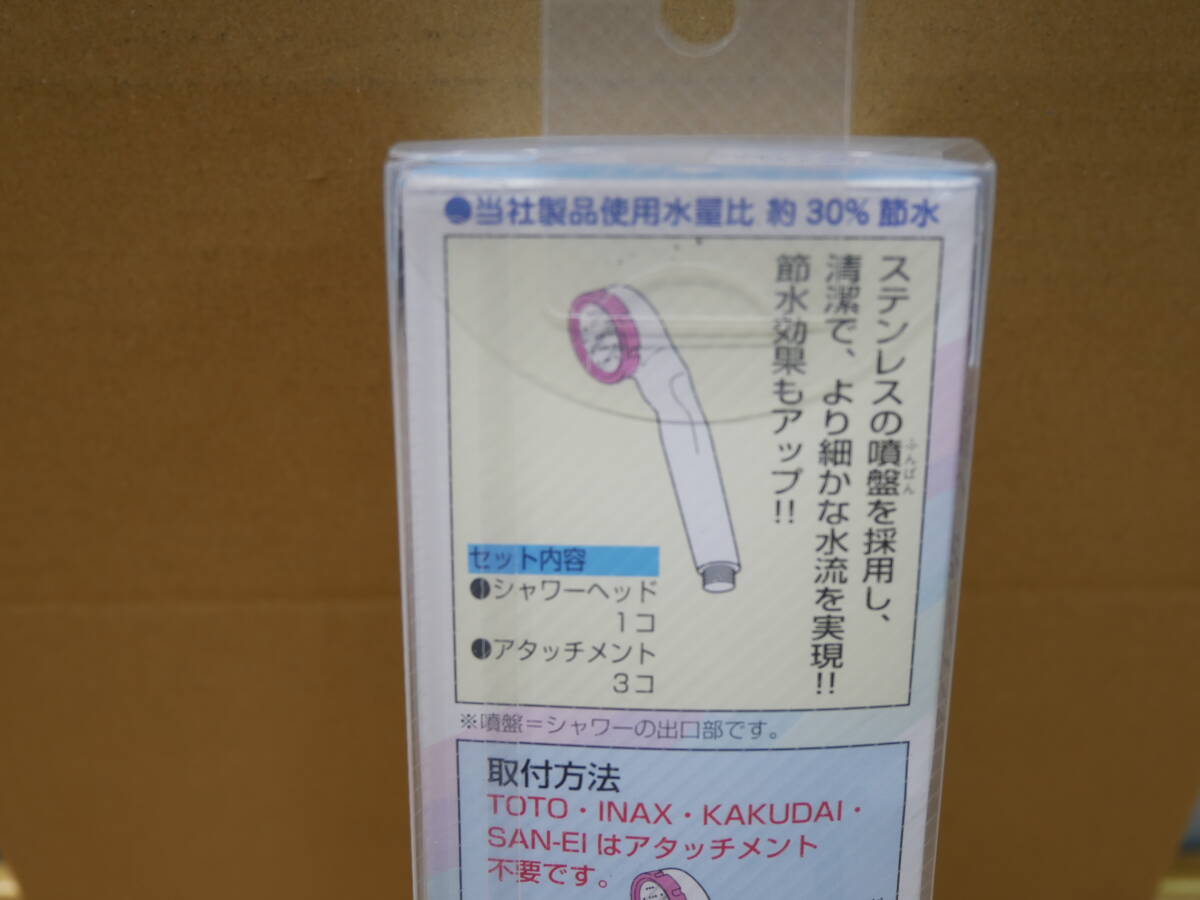 ●当社製品使用水量比 約30%節水
ステンレスの噴盤を採用し、
ふんばん
清潔で、より細かな水流を実現!!
節水効果もアップ!!
セット内容
●シャワーヘッド
1コ
●アタッチメント
3コ
※噴盤=シャワーの出口部です。
取付方法
TOTO・INAX・KAKUDAI・
SAN-EIはアタッチメント
不要です。